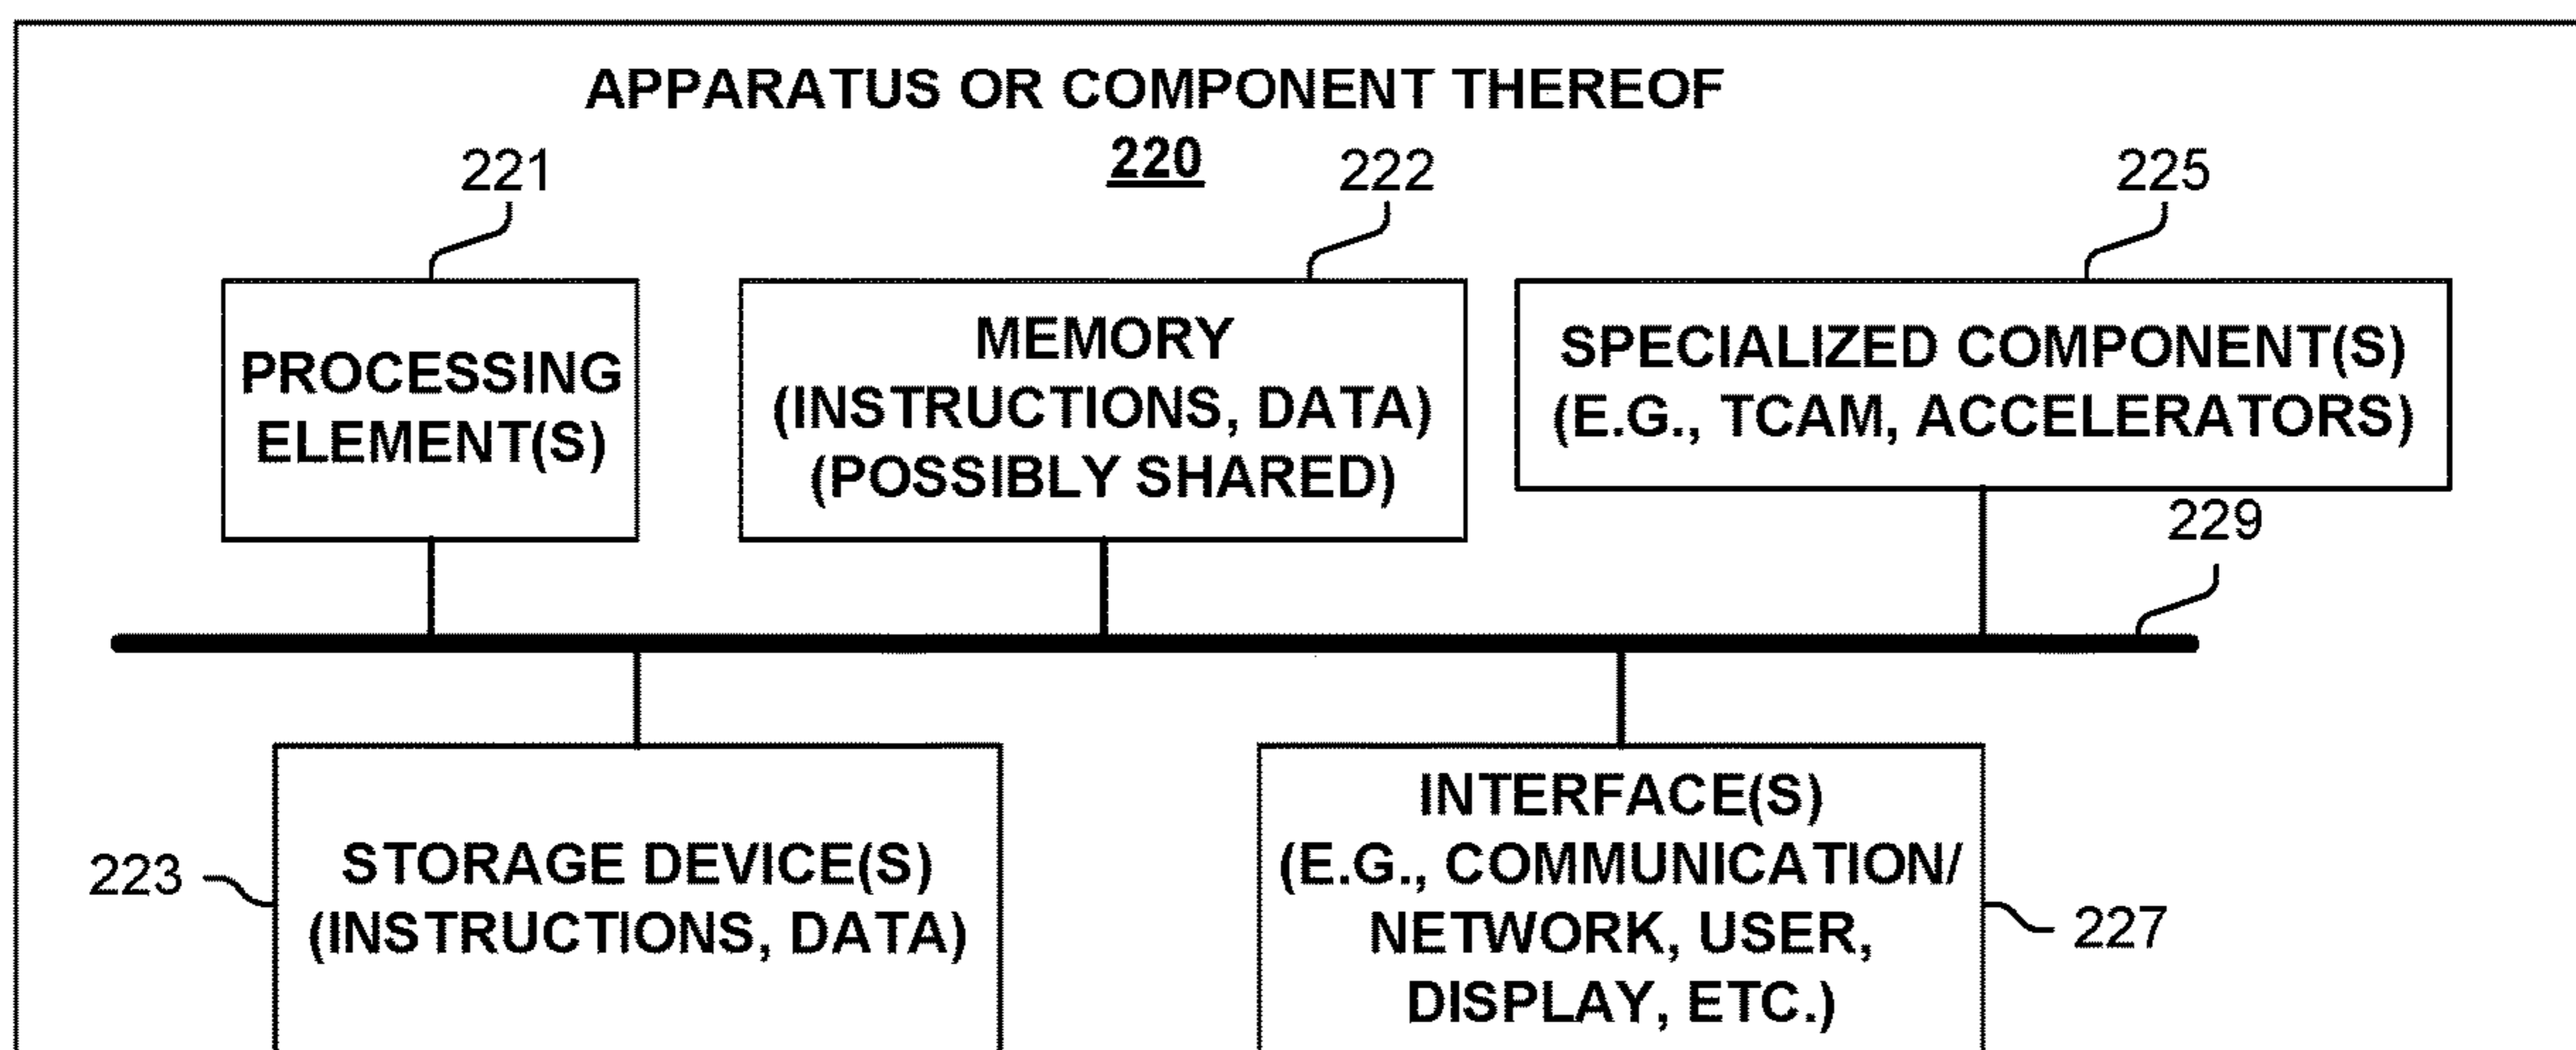 APPARATUS OR COMPONENT THEREOF
220
221
222
225
PROCESSING
ELEMENT(S)
MEMORY
(INSTRUCTIONS, DATA)
(POSSIBLY SHARED)
SPECIALIZED COMPONENT(S)
(E.G., TCAM, ACCELERATORS)
229
223
STORAGE DEVICE(S)
(INSTRUCTIONS, DATA)
INTERFACE(S)
(E.G., COMMUNICATION/
NETWORK, USER,
DISPLAY, ETC.)
227